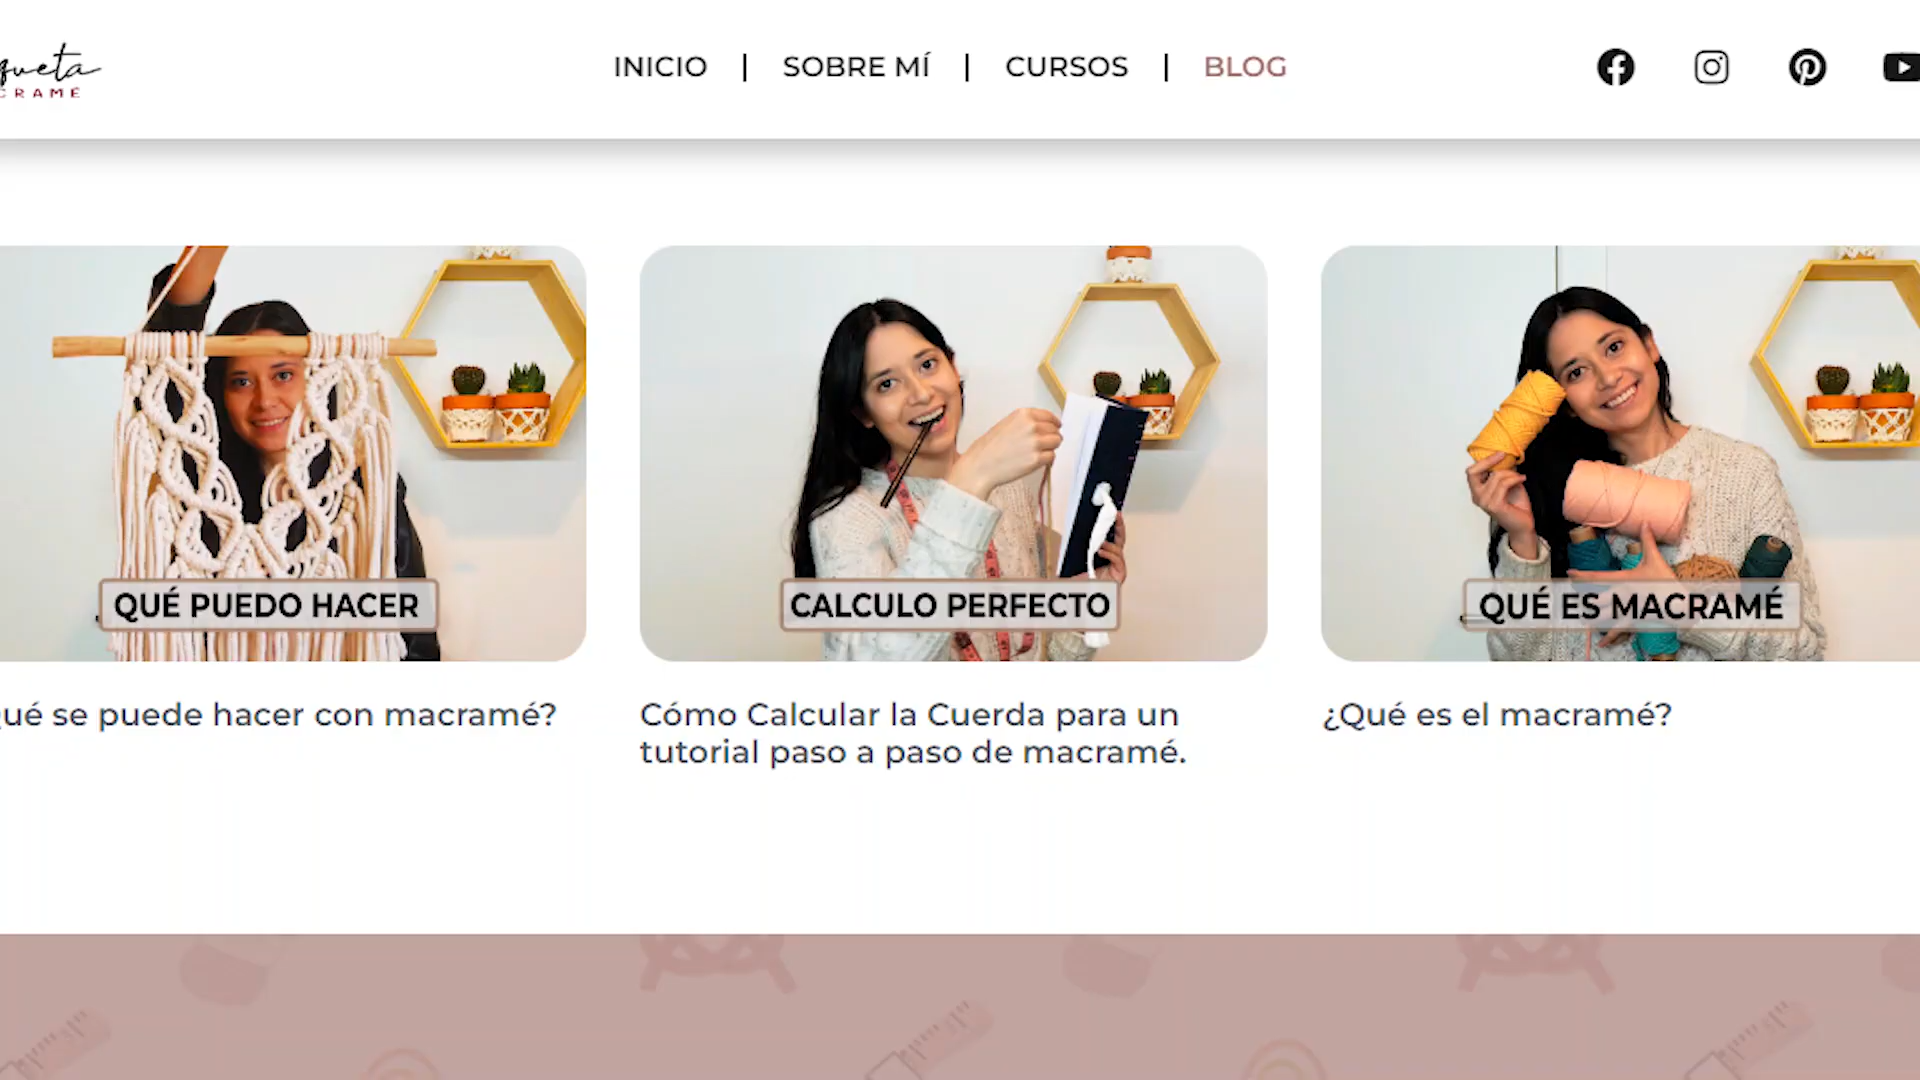 INICIO | SOBRE MÍ | CURSOS | BLOG
QUÉ PUEDO HACER
CALCULO PERFECTO
QUÉ ES MACRAMÉ
ué se puede hacer con macramé?
Cómo Calcular la Cuerda para un
tutorial paso a paso de macramé.
¿Qué es el macramé?